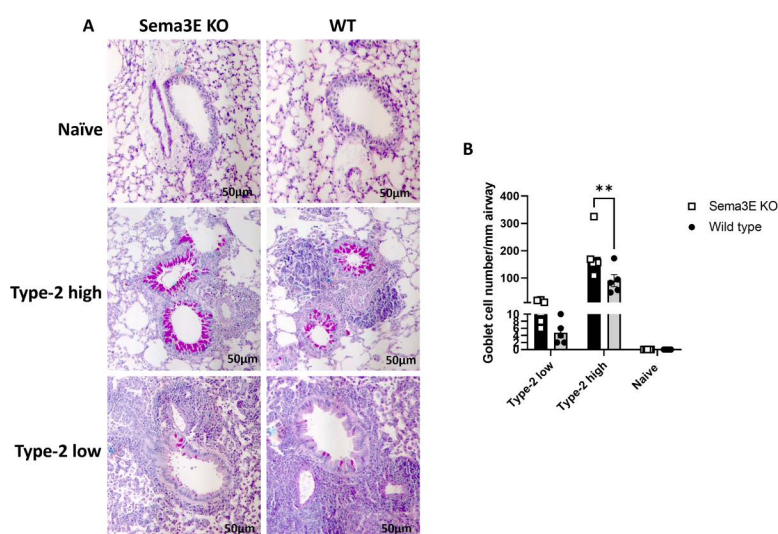 A
Sema3E KO
WT
Naïve
50µm
50µm
Type-2 high
50µm
50µm
Type-2 low
50µm
50µm
B
Goblet cell number/mm airway
400
300
200
100
10
8
6
4
2
0
**
Sema3E KO
Wild type
Type-2 low
Type-2 high
Naive